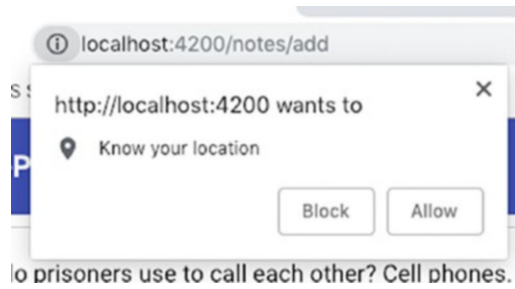 localhost:4200/notes/add
http://localhost:4200 wants to
Know your location
Block Allow
prisoners use to call each other? Cell phones.